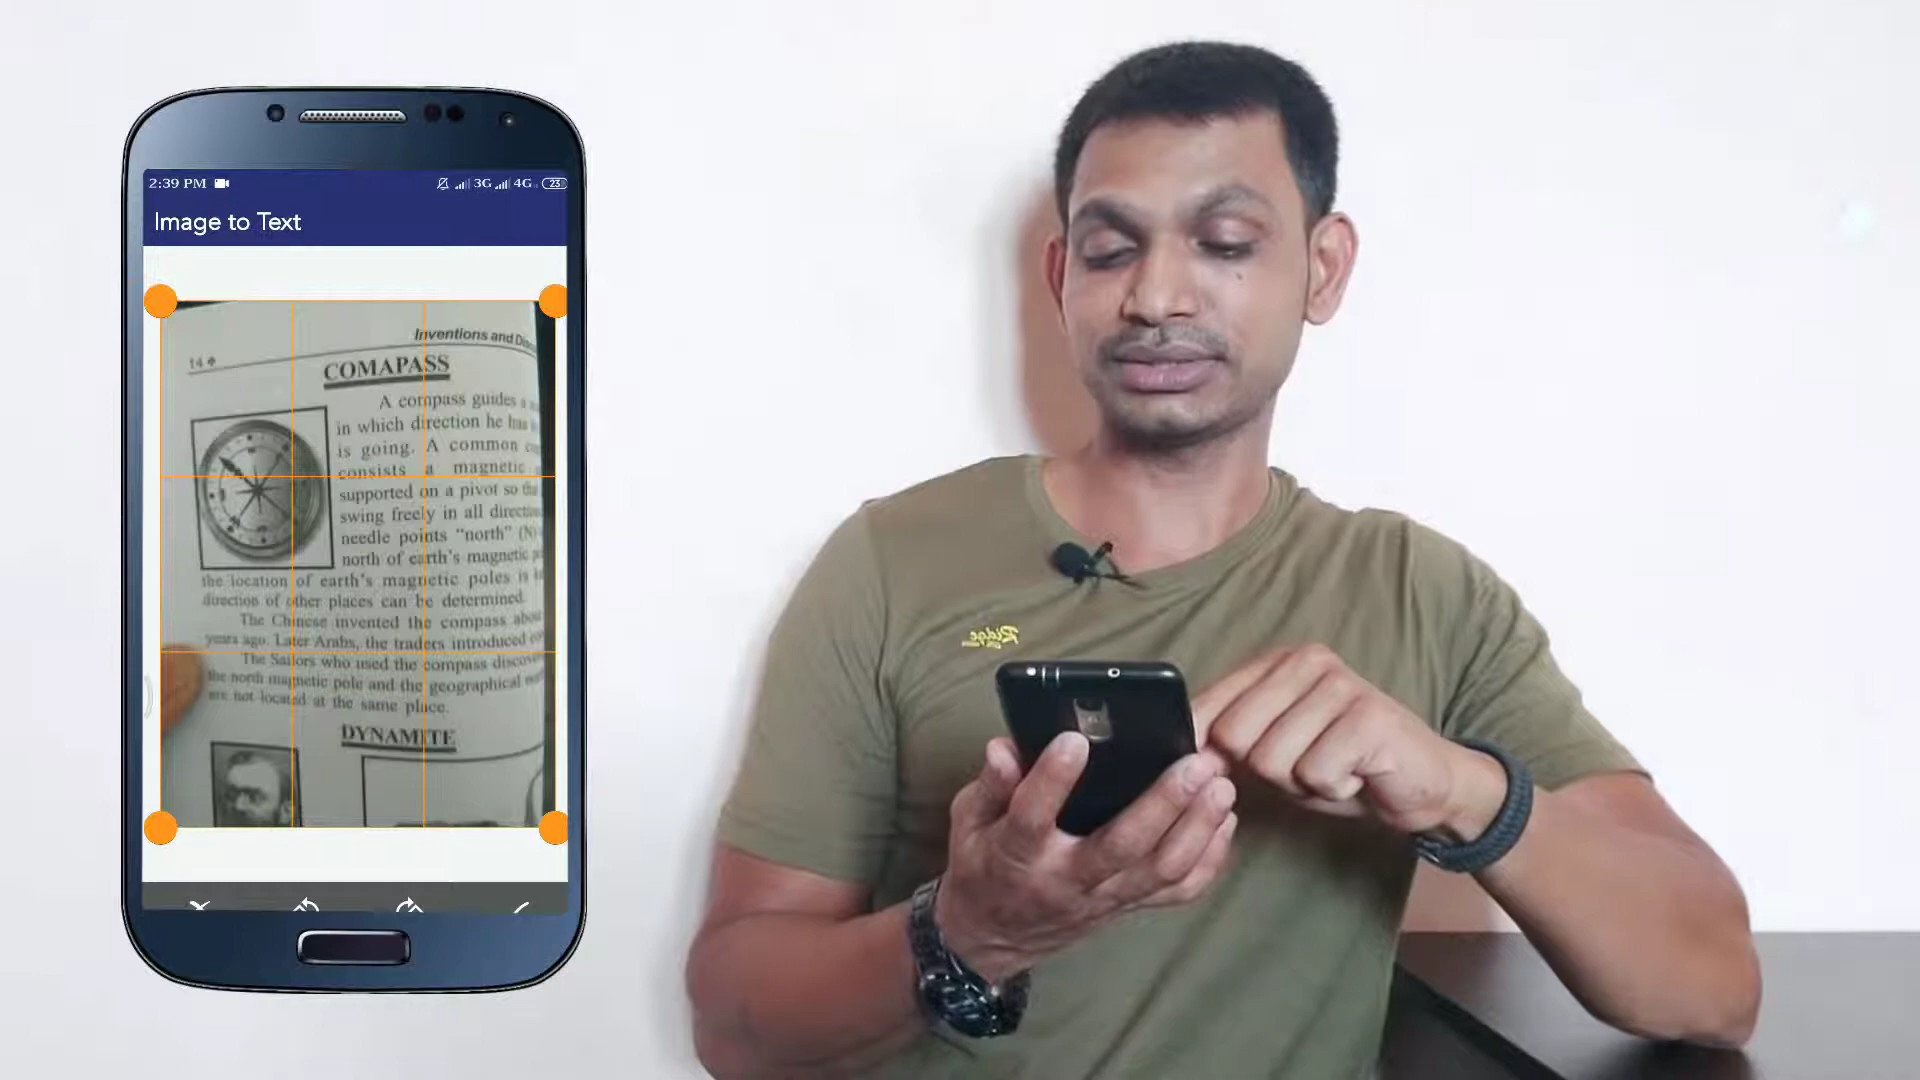 2:39 PM 3G 4G 23
Image to Text
Inventions and
14
COMAPASS
A compass guides a
in which direction he has
is going. A common
consists a magnetic
supported on a pivot so
swing freely in all
needle points "north" (N)
north of earth's magnetic
the location of earth's magnetic poles is
direction of other places can be determined.
The Chinese invented the compass
years ago. Later Arabs, the traders introduced
The Sailors who used the compass
the north magnetic pole and the geographical
are not located at the same place.
DYNAMITE
Ridge